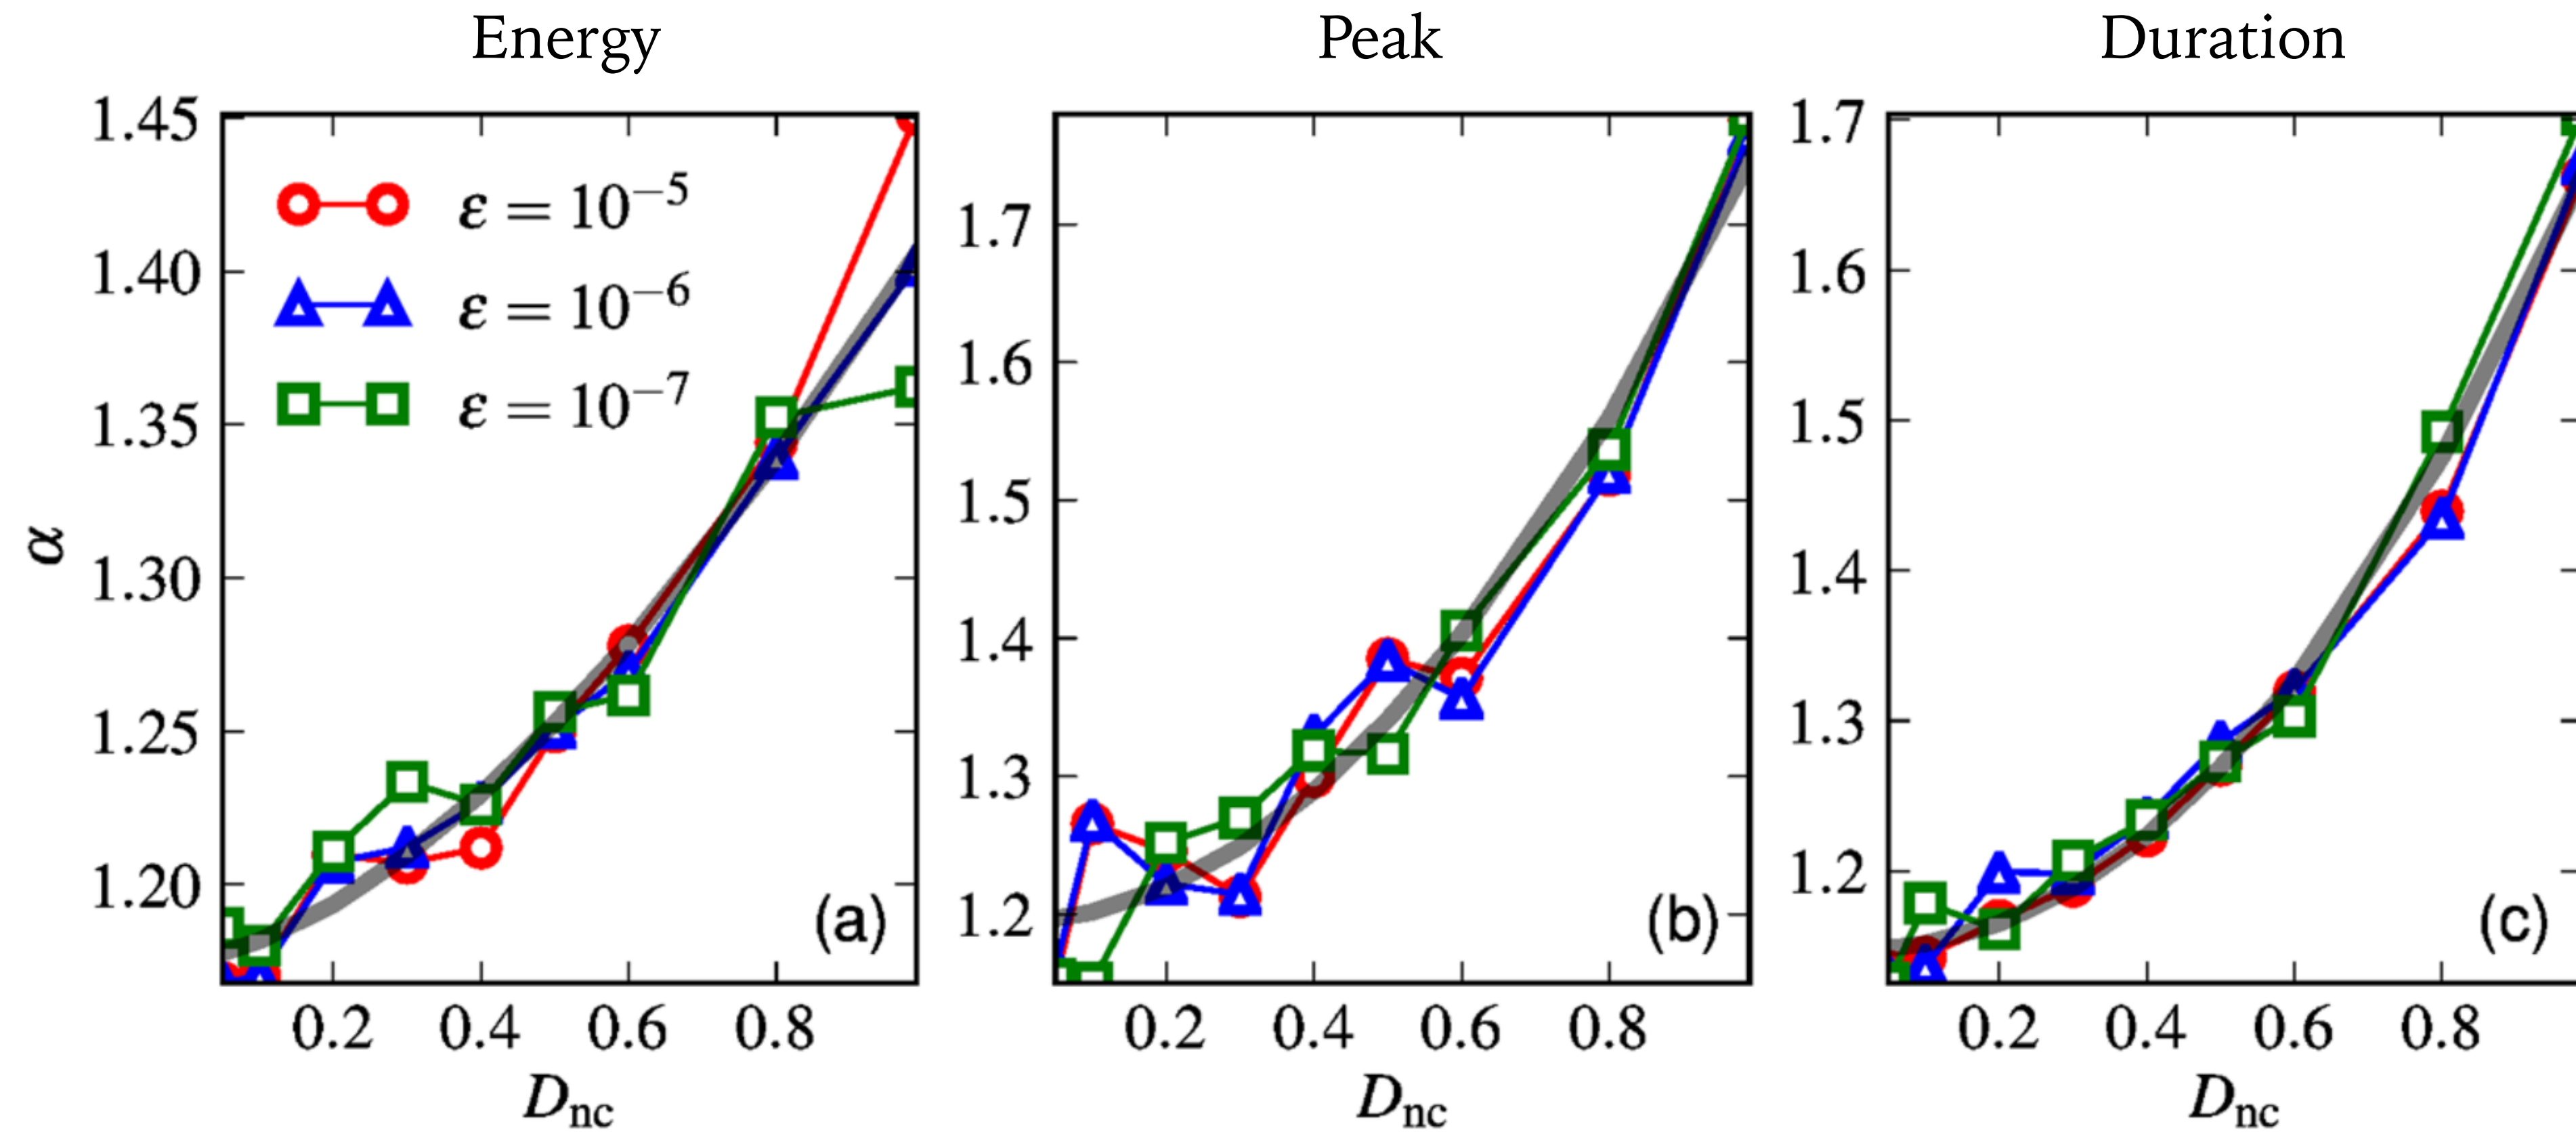 Energy
Peak
Duration
α
1.45
1.40
1.35
1.30
1.25
1.20
ε = 10⁻⁵
ε = 10⁻⁶
ε = 10⁻⁷
(a)
0.2 0.4 0.6 0.8
D_nc
1.7
1.6
1.5
1.4
1.3
1.2
(b)
0.2 0.4 0.6 0.8
D_nc
1.7
1.6
1.5
1.4
1.3
1.2
(c)
0.2 0.4 0.6 0.8
D_nc